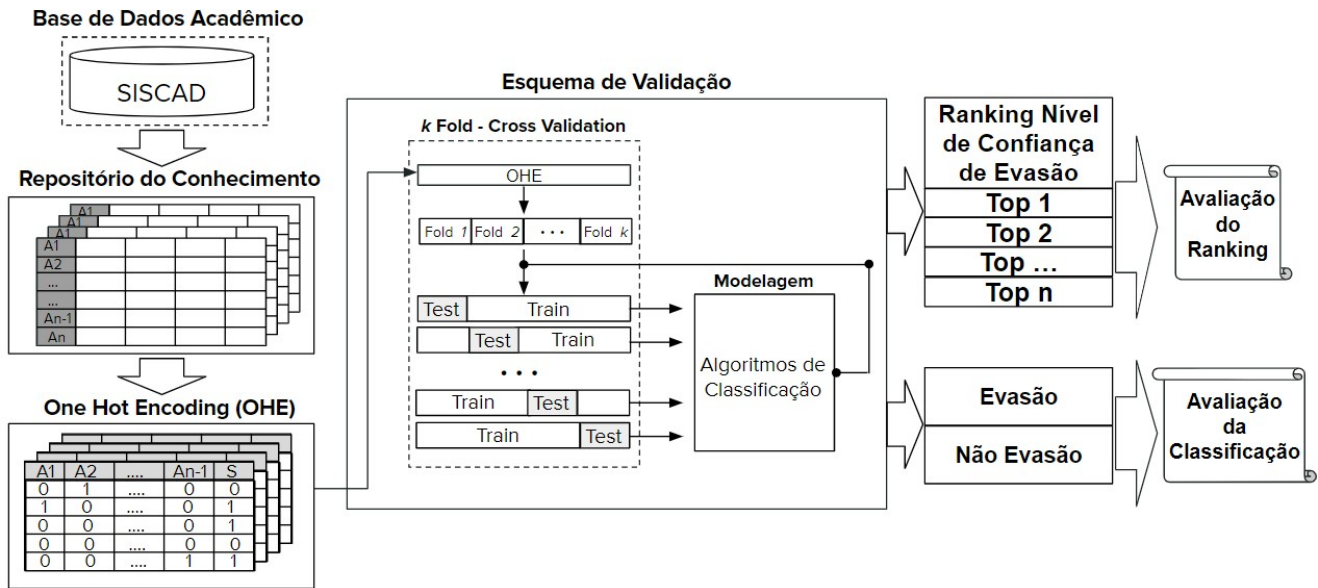 Base de Dados Acadêmico
SISCAD
Repositório do Conhecimento
A1
A1
A1
A1
A2
...
...
An-1
An
One Hot Encoding (OHE)
A1 A2 .... An-1 S
0 1 .... 0 0
1 0 .... 0 1
0 0 .... 0 1
0 0 .... 0 0
0 0 .... 1 1
Esquema de Validação
k Fold - Cross Validation
OHE
Fold 1 Fold 2 ... Fold k
Test Train
Test Train
...
Train Test
Train Test
Modelagem
Algoritmos de
Classificação
Ranking Nível
de Confiança
de Evasão
Top 1
Top 2
Top ...
Top n
Avaliação
do
Ranking
Evasão
Não Evasão
Avaliação
da
Classificação